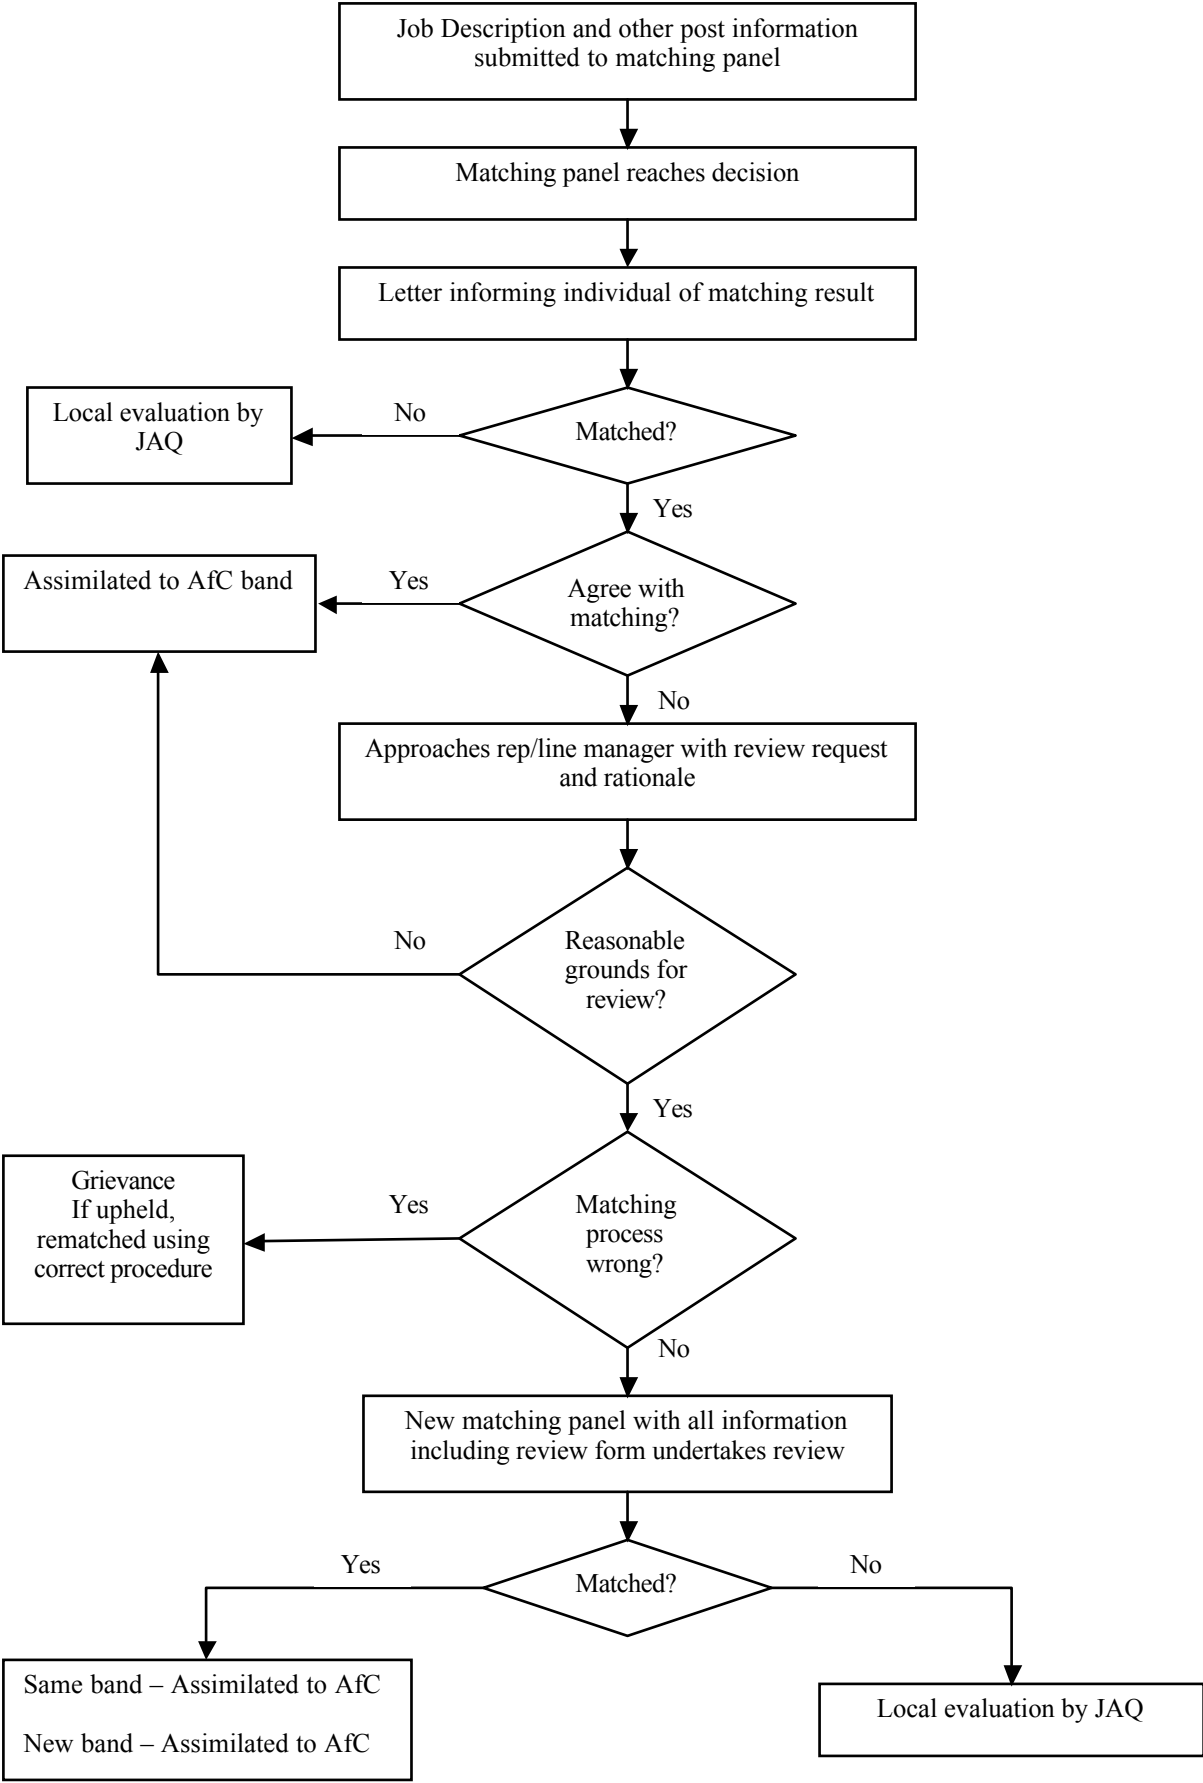 Job Description and other post information
submitted to matching panel
Matching panel reaches decision
Letter informing individual of matching result
Local evaluation by
JAQ
No
Matched?
Yes
Assimilated to AfC band
Yes
Agree with
matching?
No
Approaches rep/line manager with review request
and rationale
No
Reasonable
grounds for
review?
Yes
Grievance
If upheld,
rematched using
correct procedure
Yes
Matching
process
wrong?
No
New matching panel with all information
including review form undertakes review
Yes
Matched?
No
Same band – Assimilated to AfC
New band – Assimilated to AfC
Local evaluation by JAQ